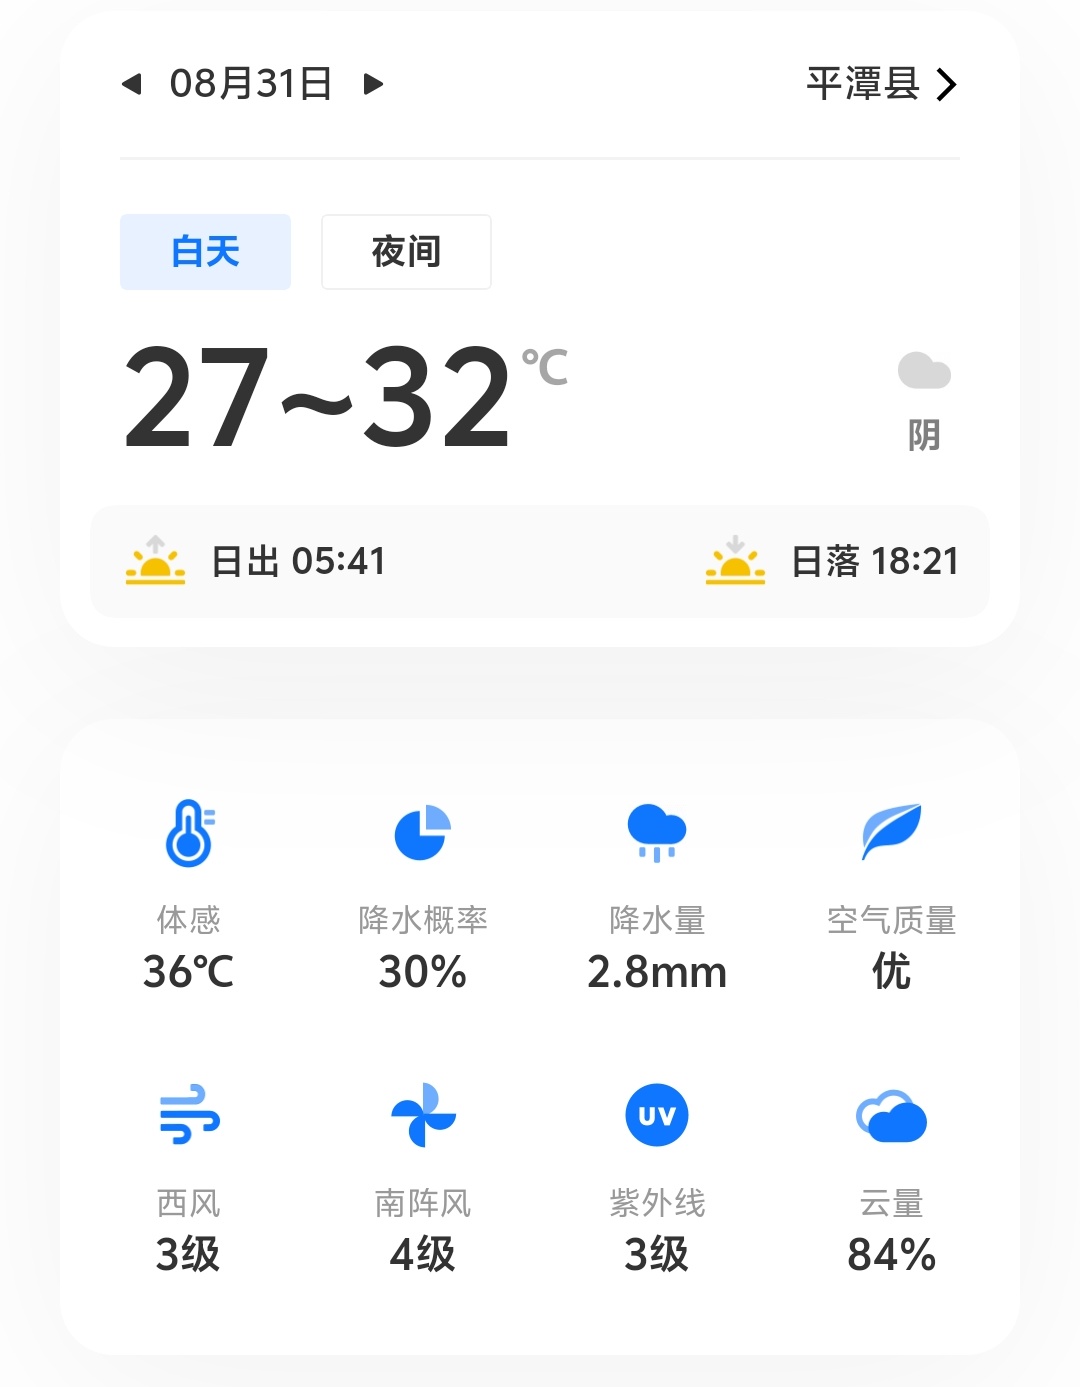 08月31日
平潭县
白天
夜间
27~32℃
阴
日出 05:41
日落 18:21
体感
降水概率
降水量
空气质量
36℃
30%
2.8mm
优
UV
西风
南阵风
紫外线
云量
3级
4级
3级
84%